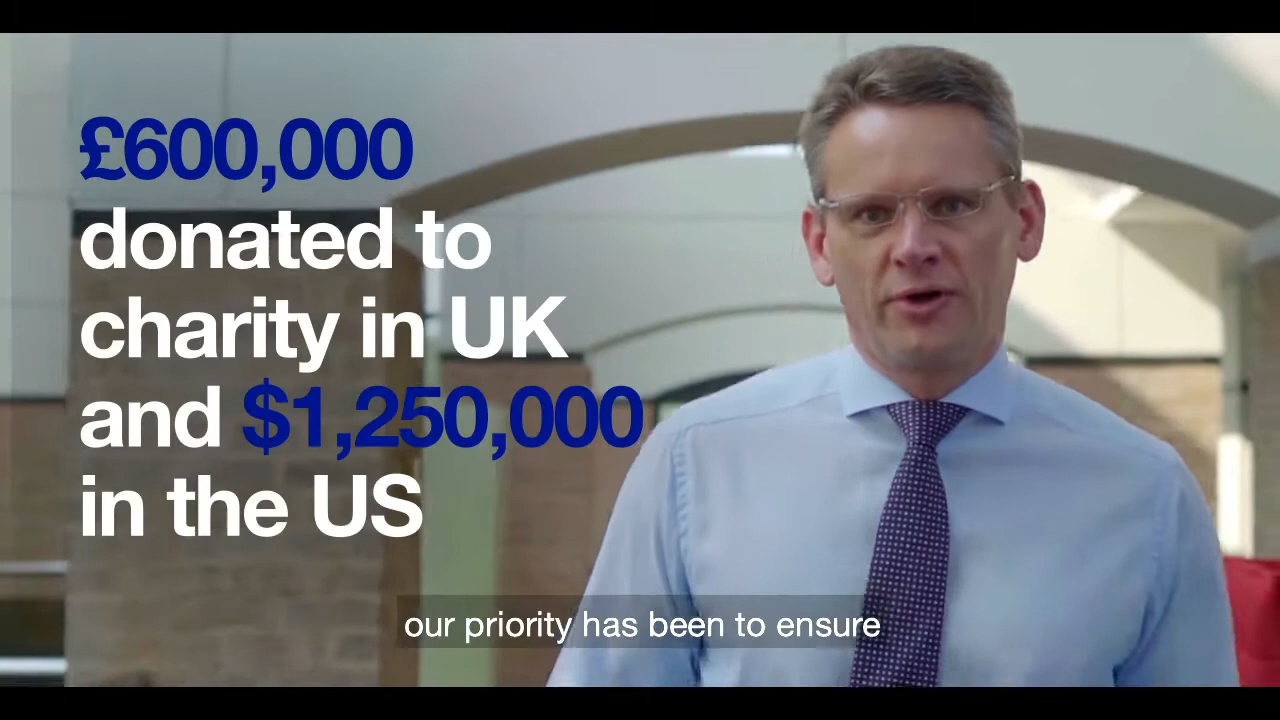 £600,000
donated to
charity in UK
and $1,250,000
in the US
our priority has been to ensure